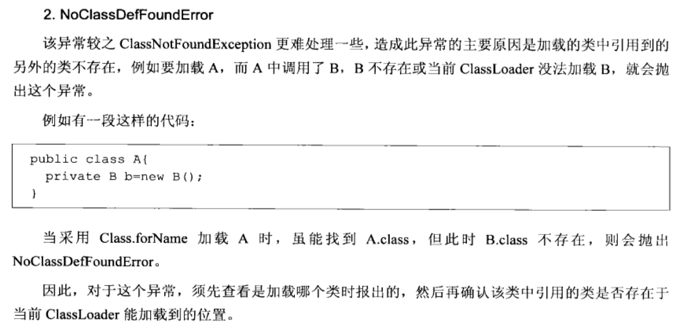 2. NoClassDefFoundError
该异常较之 ClassNotFoundException 更难处理一些，造成此异常的主要原因是加载的类中引用到的
另外的类不存在，例如要加载 A，而 A 中调用了 B，B 不存在或当前 ClassLoader 没法加载 B，就会抛
出这个异常。
例如有一段这样的代码：
public class A{
private B b=new B();
}
当采用 Class.forName 加载 A 时，虽能找到 A.class，但此时 B.class 不存在，则会抛出
NoClassDefFoundError。
因此，对于这个异常，须先查看是加载哪个类时报出的，然后再确认该类中引用的类是否存在于
当前 ClassLoader 能加载到的位置。